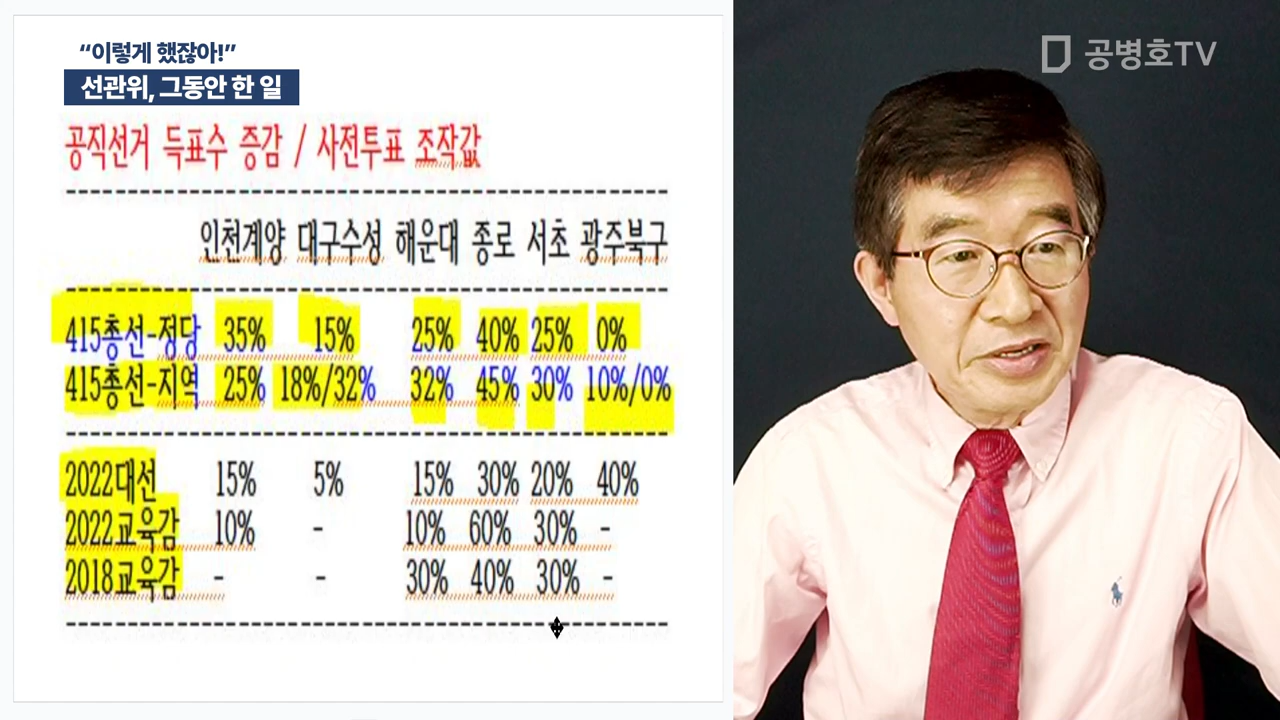 “이렇게 했잖아!”
선관위, 그동안 한 일
공직선거 득표수 증감 / 사전투표 조작값
인천계양 대구수성 해운대 종로 서초 광주북구
415총선-정당 35% 15% 25% 40% 25% 0%
415총선-지역 25% 18%/32% 32% 45% 30% 10%/0%
2022대선 15% 5% 15% 30% 20% 40%
2022교육감 10% - 10% 60% 30% -
2018교육감 - - 30% 40% 30% -
공병호TV